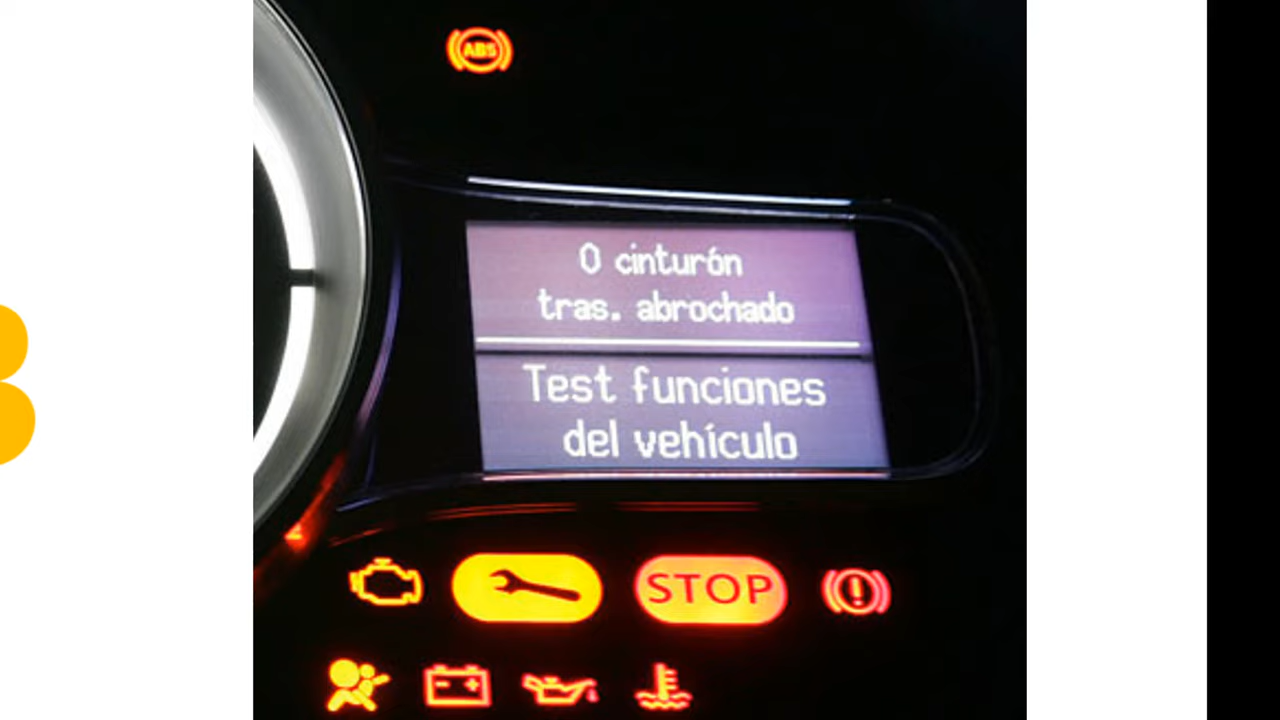 ABS
0 cinturón
tras. abrochado
Test funciones
del vehículo
STOP